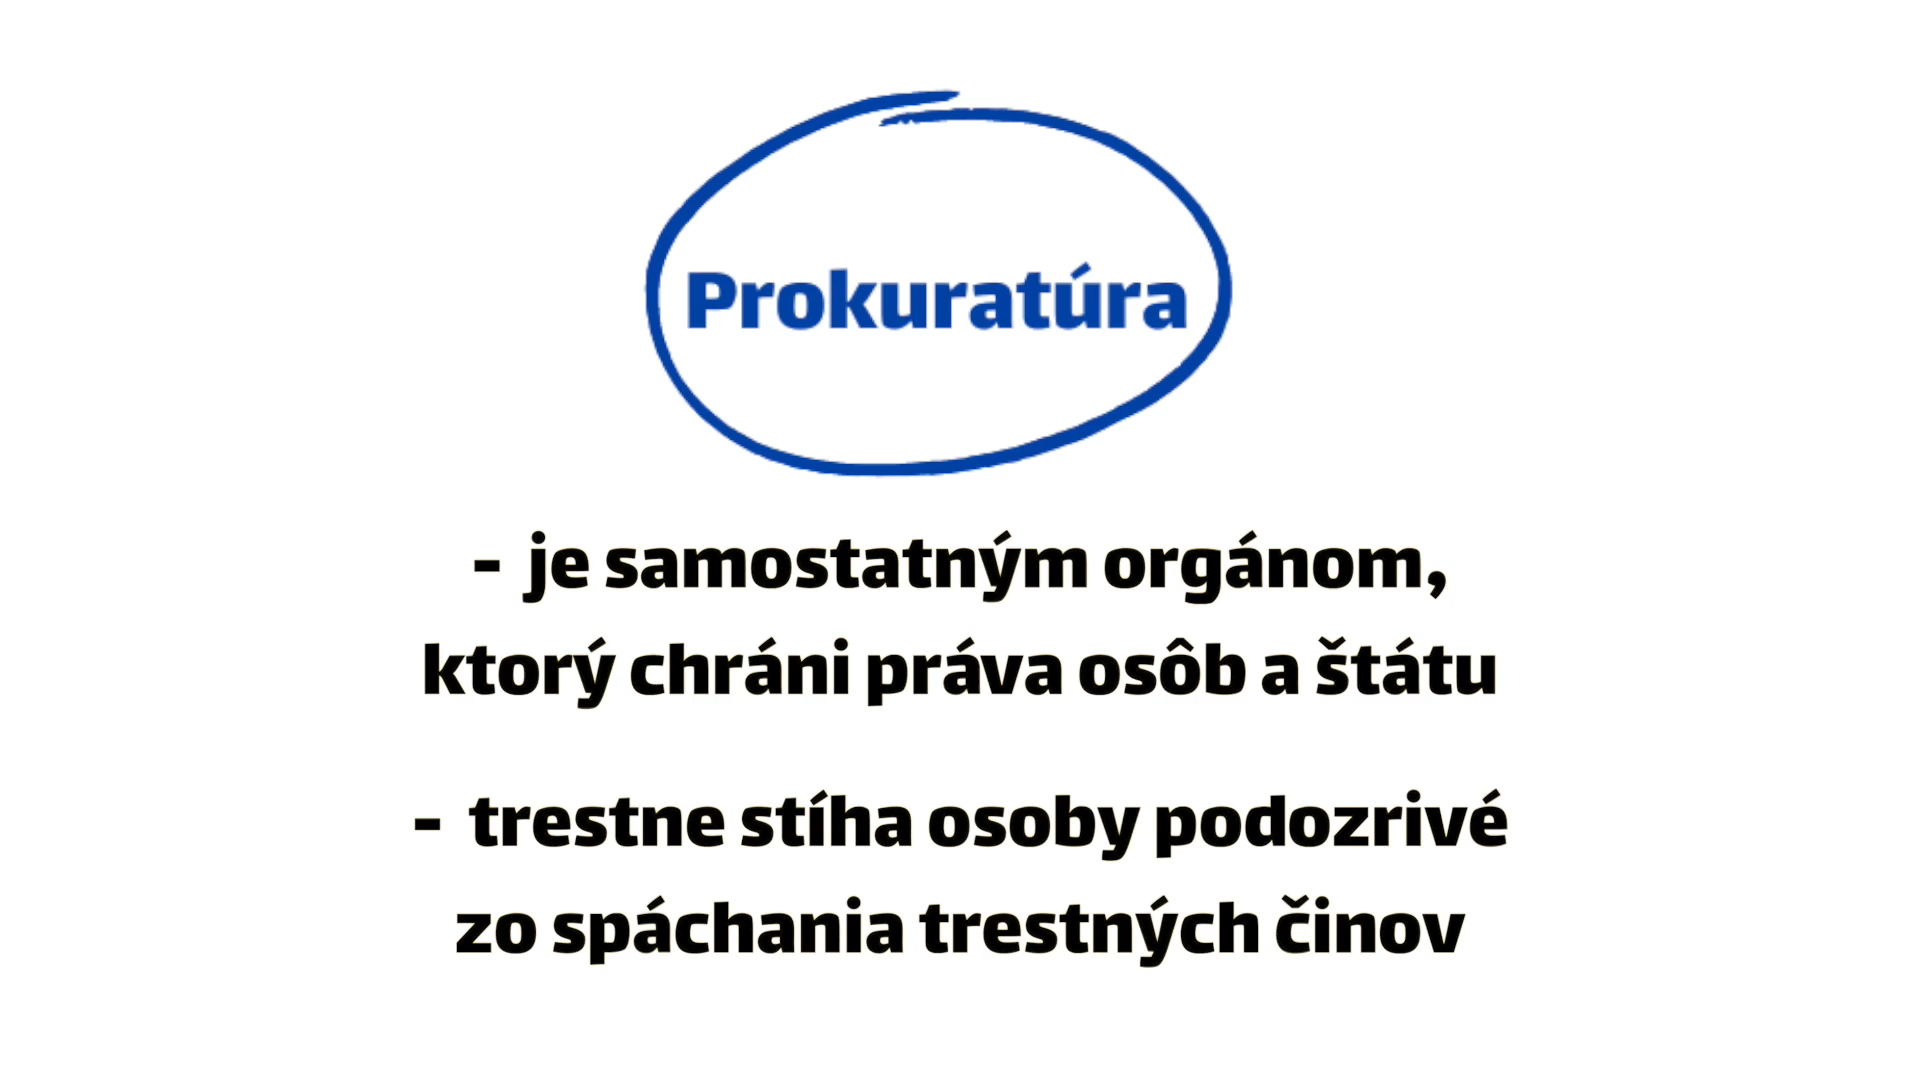 Prokuratúra
- je samostatným orgánom,
ktorý chráni práva osôb a štátu
- trestne stíha osoby podozrivé
zo spáchania trestných činov